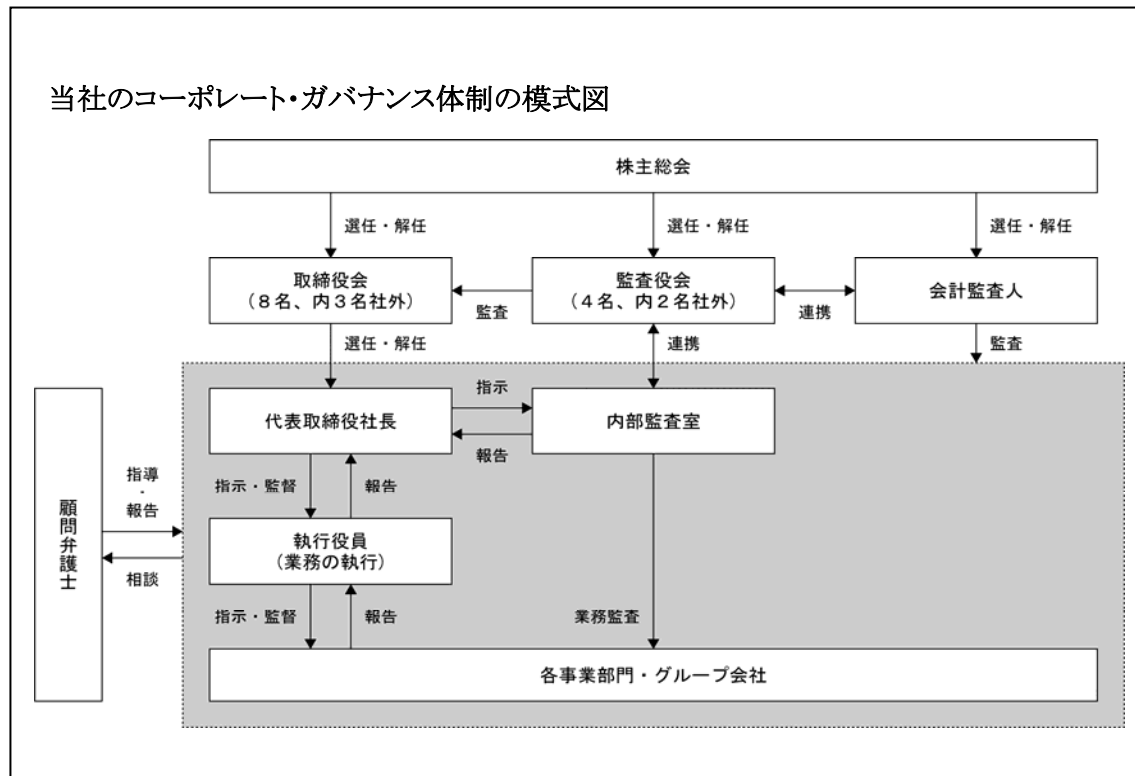 当社のコーポレート・ガバナンス体制の模式図
株主総会
選任・解任
選任・解任
選任・解任
取締役会
(８名、内３名社外)
監査
監査役会
(４名、内２名社外)
連携
会計監査人
選任・解任
連携
監査
代表取締役社長
指示
報告
内部監査室
指示・監督
報告
指導
・
報告
顧問弁護士
相談
執行役員
(業務の執行)
指示・監督
報告
業務監査
各事業部門・グループ会社